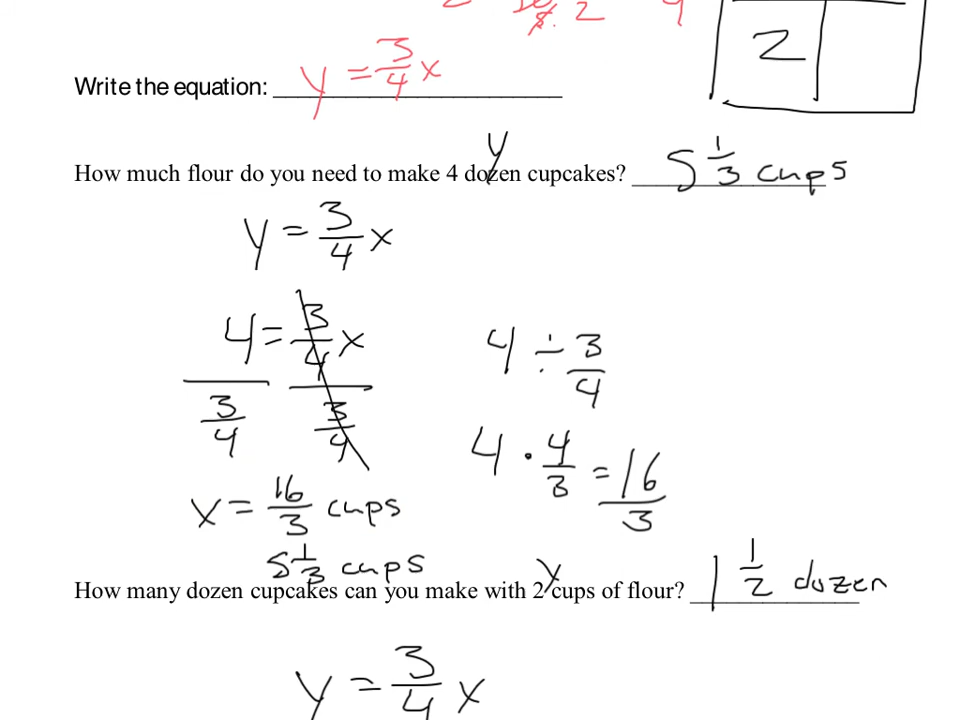 2
Write the equation: y = 3/4 x
y
How much flour do you need to make 4 dozen cupcakes? 5 1/3 cups
y = 3/4 x
4 = 3/4 x
3/4 3/4
4 ÷ 3/4
4 · 4/3 = 16/3
x = 16/3 cups
5 1/3 cups
y
How many dozen cupcakes can you make with 2 cups of flour? 1 1/2 dozen
y = 3/4 x